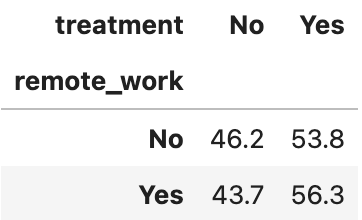 treatment No Yes
remote_work
No 46.2 53.8
Yes 43.7 56.3